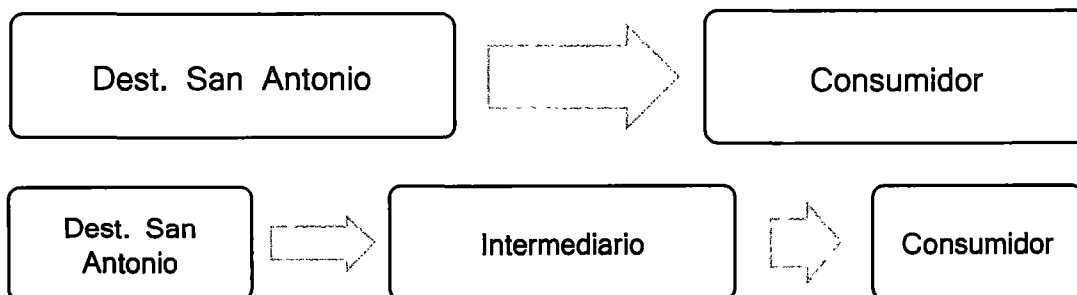 Dest. San Antonio
Consumidor
Dest. San
Antonio
Intermediario
Consumidor